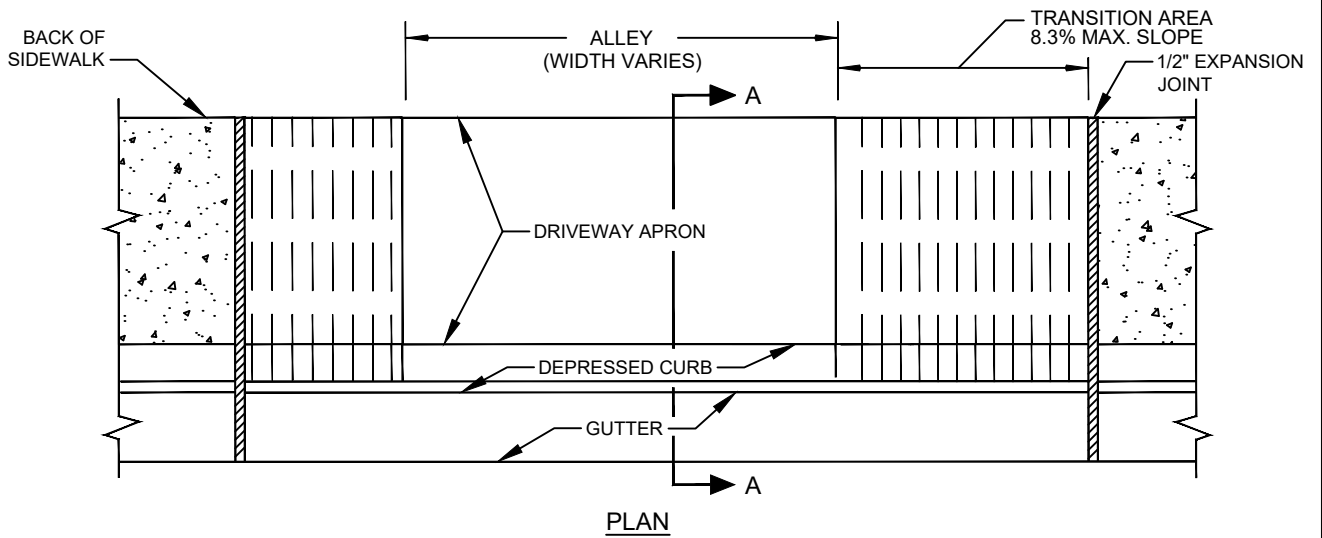 BACK OF
SIDEWALK
ALLEY
(WIDTH VARIES)
TRANSITION AREA
8.3% MAX. SLOPE
1/2" EXPANSION
JOINT
A
DRIVEWAY APRON
DEPRESSED CURB
GUTTER
A
PLAN